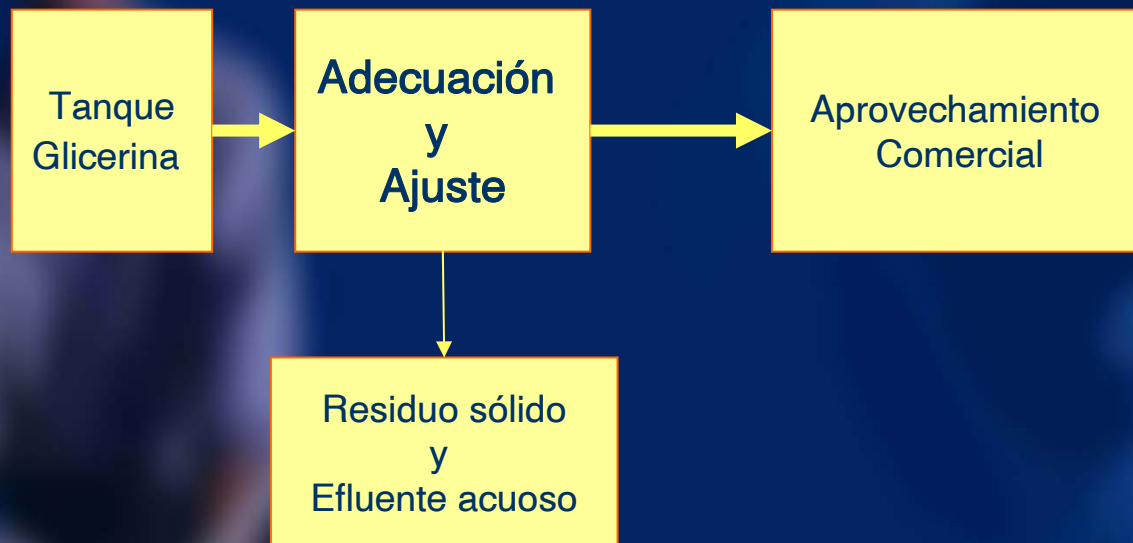 Tanque
Glicerina
Adecuación
y
Ajuste
Aprovechamiento
Comercial
Residuo sólido
y
Efluente acuoso